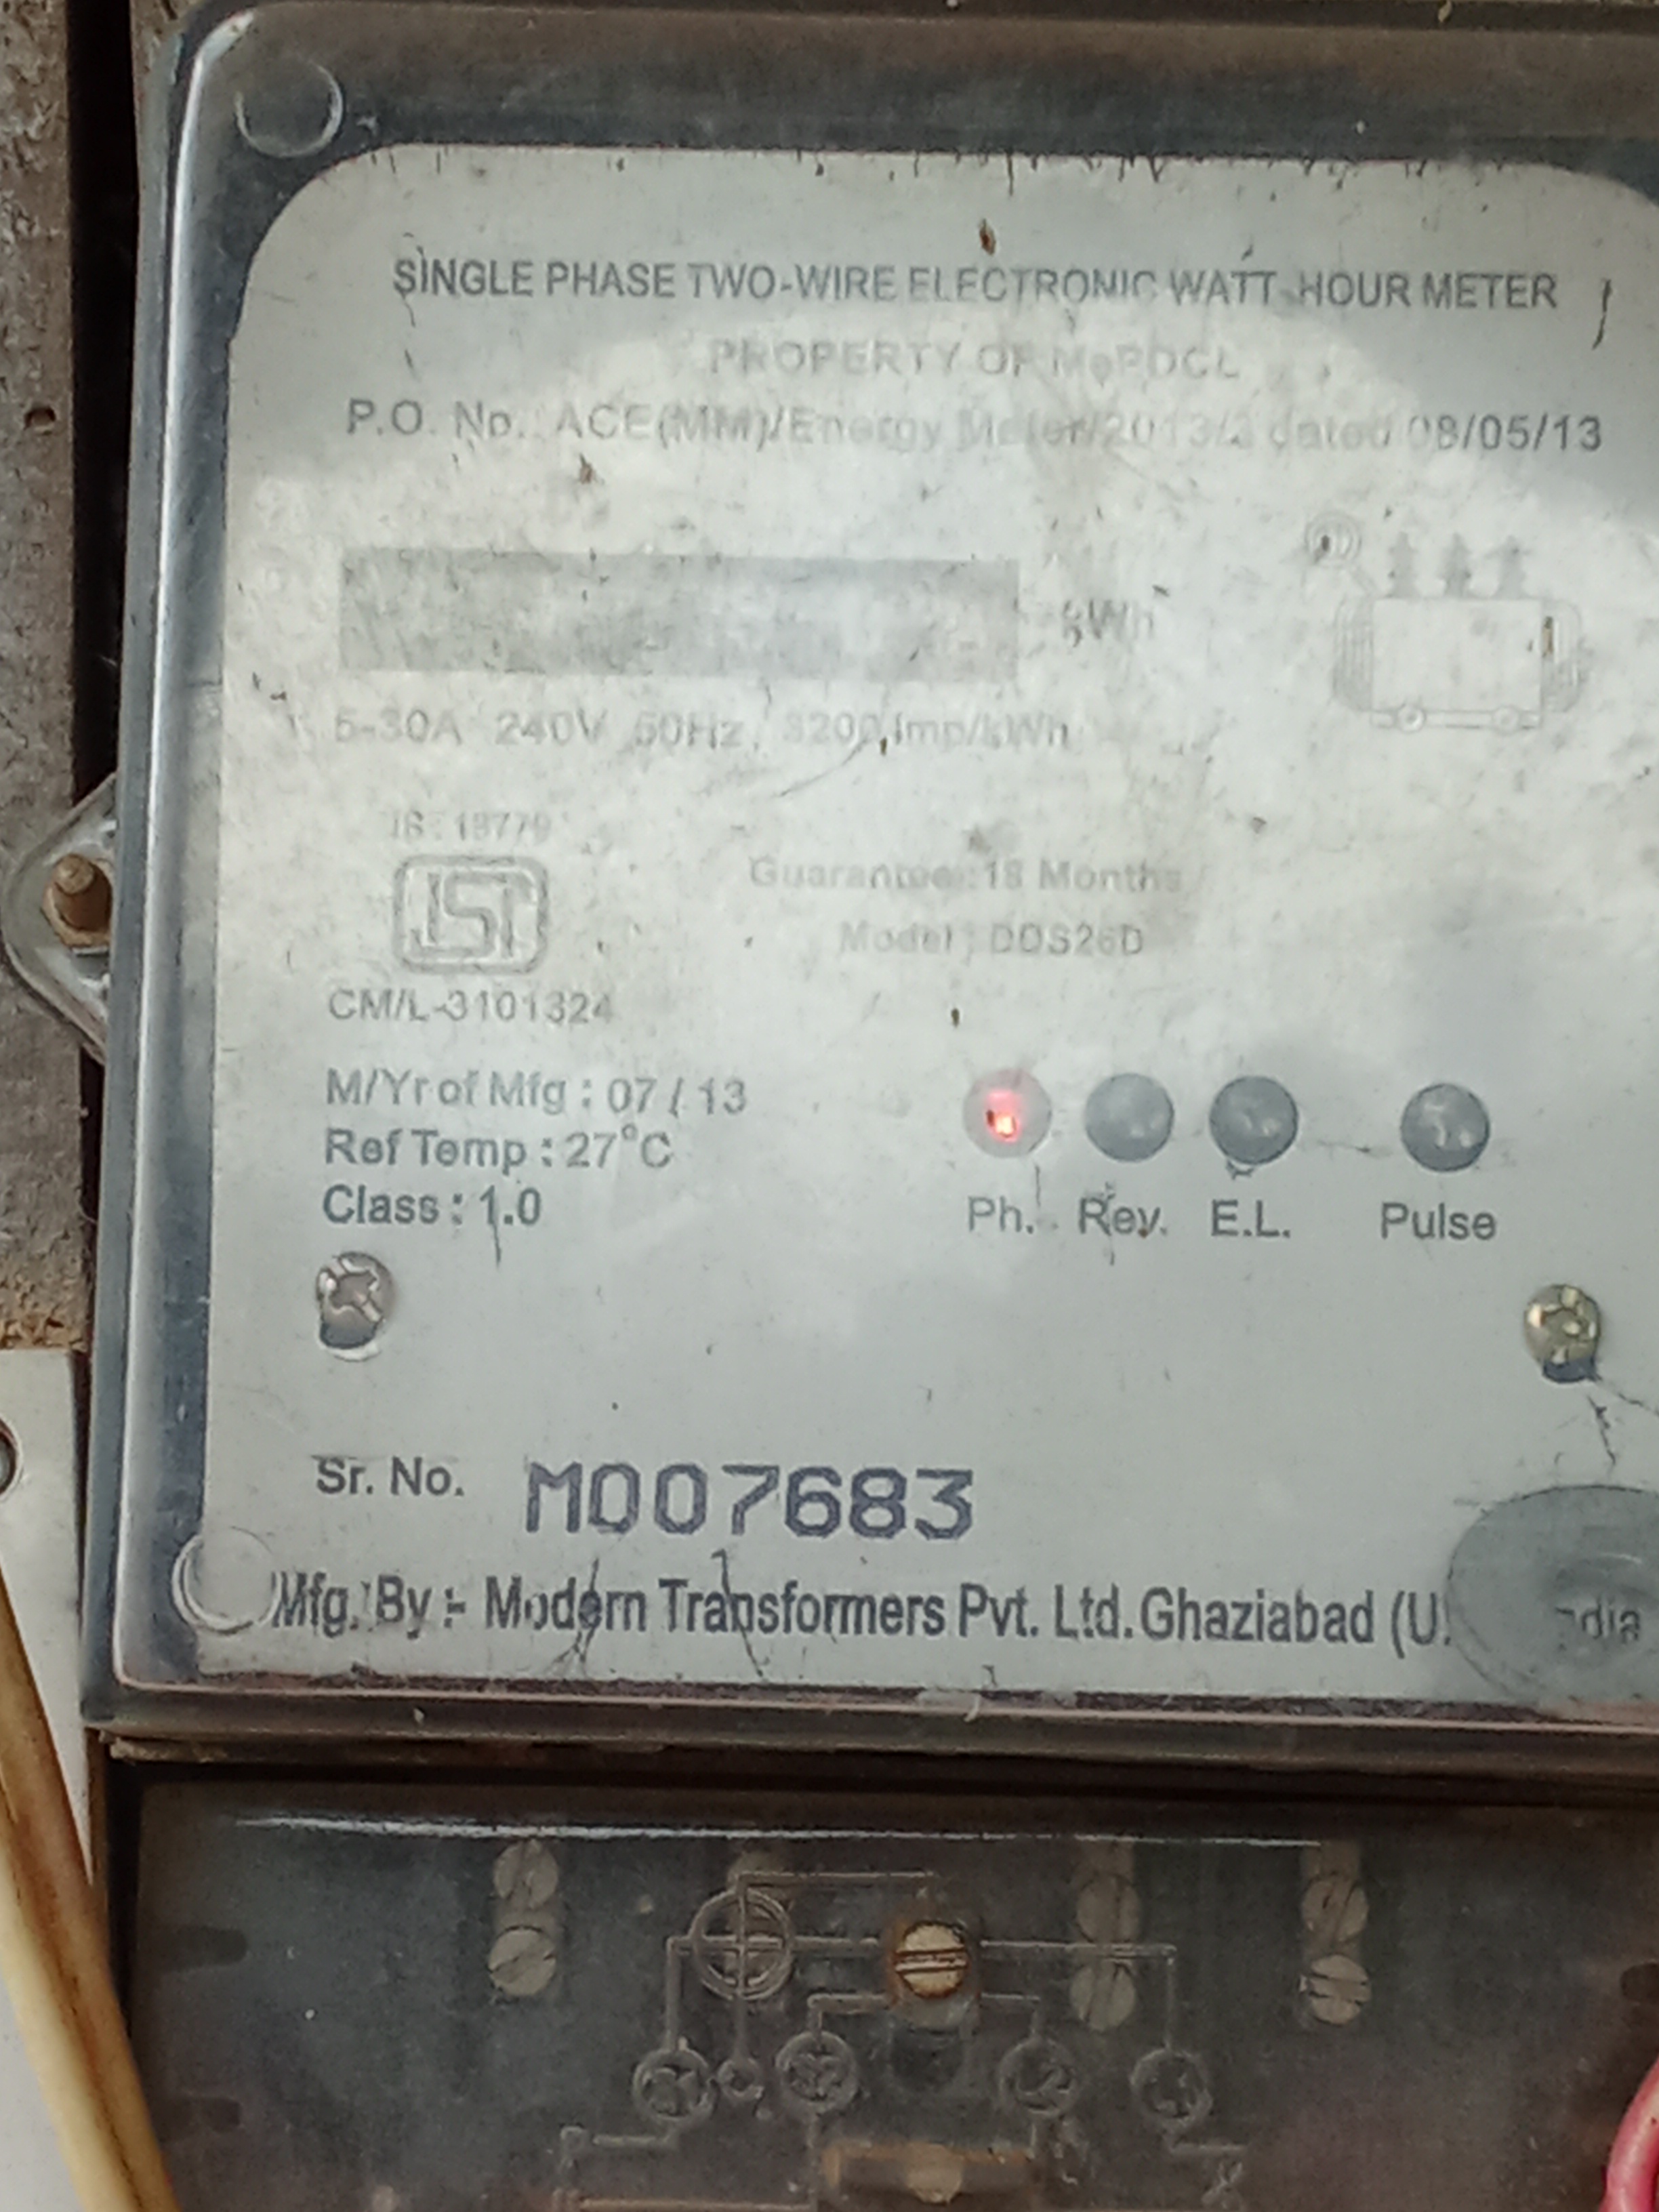 SINGLE PHASE TWO-WIRE ELECTRONIC WATT-HOUR METER
PROPERTY OF MePDCL
P.O. No. ACE(MM)/Energy Meter/2013/ dated 08/05/13
kWh
5-30A 240V 50Hz, 3200 Imp/kWh
IS : 13779
ISI
Guarantee : 18 Months
Model : DDS26D
CM/L-3101324
M/Yr of Mfg : 07 / 13
Ref Temp : 27°C
Class : 1.0
Ph. Rev. E.L. Pulse
Sr. No. M007683
Mfg. By :- Modern Transformers Pvt. Ltd. Ghaziabad (U.